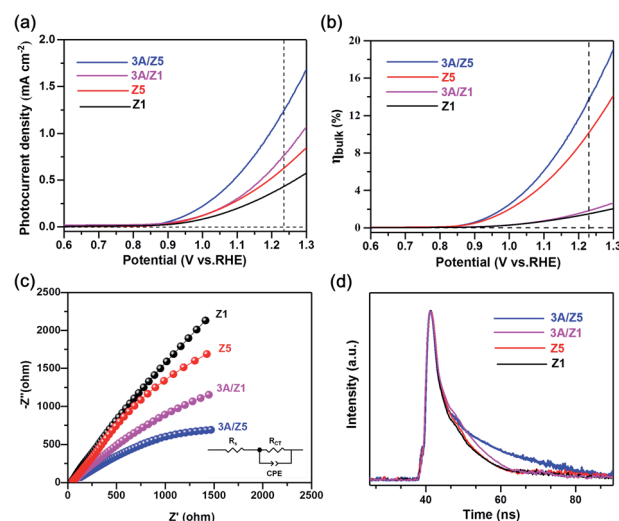 (a)
Photocurrent density (mA cm-2)
2.0
1.5
1.0
0.5
0.0
3A/Z5
3A/Z1
Z5
Z1
0.6 0.7 0.8 0.9 1.0 1.1 1.2 1.3
Potential (V vs.RHE)
(b)
ηbulk (%)
20
16
12
8
4
0
3A/Z5
Z5
3A/Z1
Z1
0.6 0.7 0.8 0.9 1.0 1.1 1.2 1.3
Potential (V vs.RHE)
(c)
-Z''(ohm)
2500
2000
1500
1000
500
0
Z1
Z5
3A/Z1
3A/Z5
Rs
RCT
CPE
0 500 1000 1500 2000 2500
Z' (ohm)
(d)
Intensity (a.u.)
3A/Z5
3A/Z1
Z5
Z1
40 60 80
Time (ns)